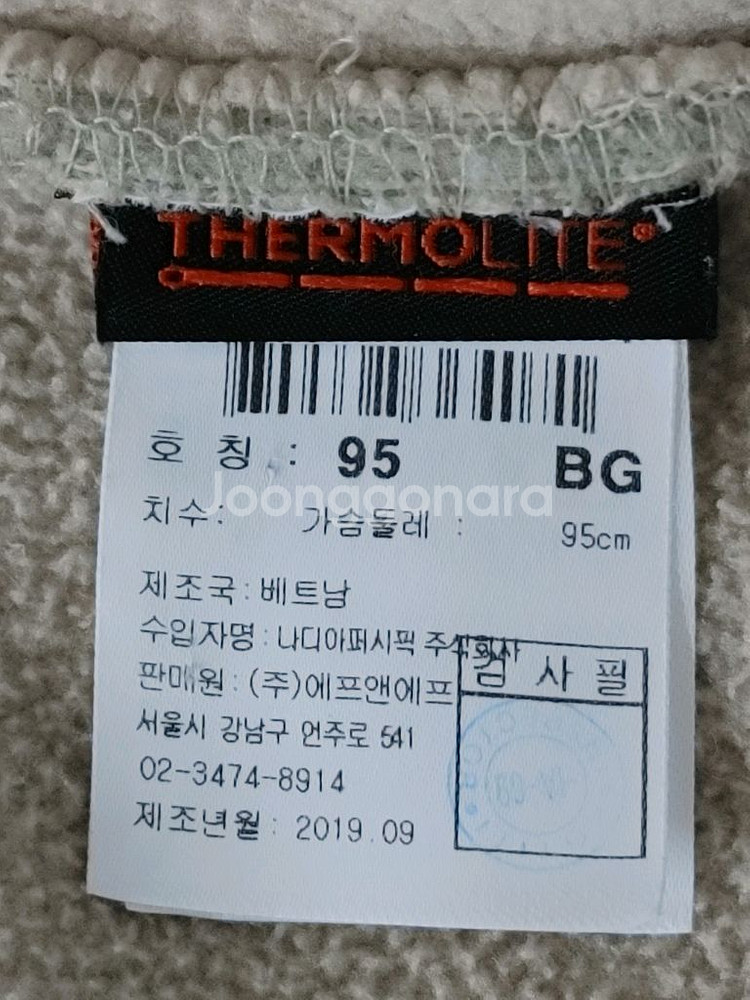 THERMOLITE®
호 칭 : 95 BG
Joonggonara
치수: 가슴둘레 : 95cm
제조국 : 베트남
수입자명 : 나디아퍼시픽 주식회사
검 사 필
판매원 : (주)에프앤에프
서울시 강남구 언주로 541
02-3474-8914
제조년월 : 2019.09